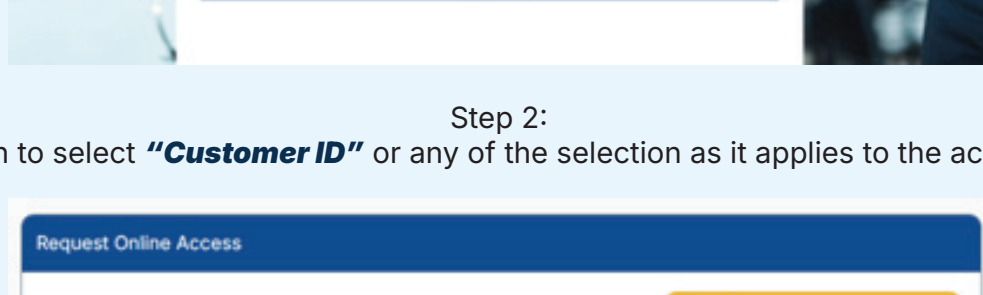 Step 2:
to select “Customer ID” or any of the selection as it applies to the
Request Online Access